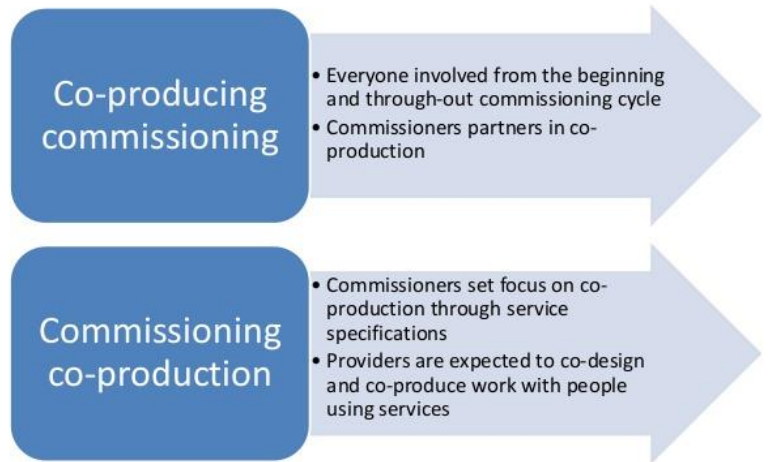 Co-producing
commissioning
• Everyone involved from the beginning
and through-out commissioning cycle
• Commissioners partners in co-
production
Commissioning
co-production
• Commissioners set focus on co-
production through service
specifications
• Providers are expected to co-design
and co-produce work with people
using services